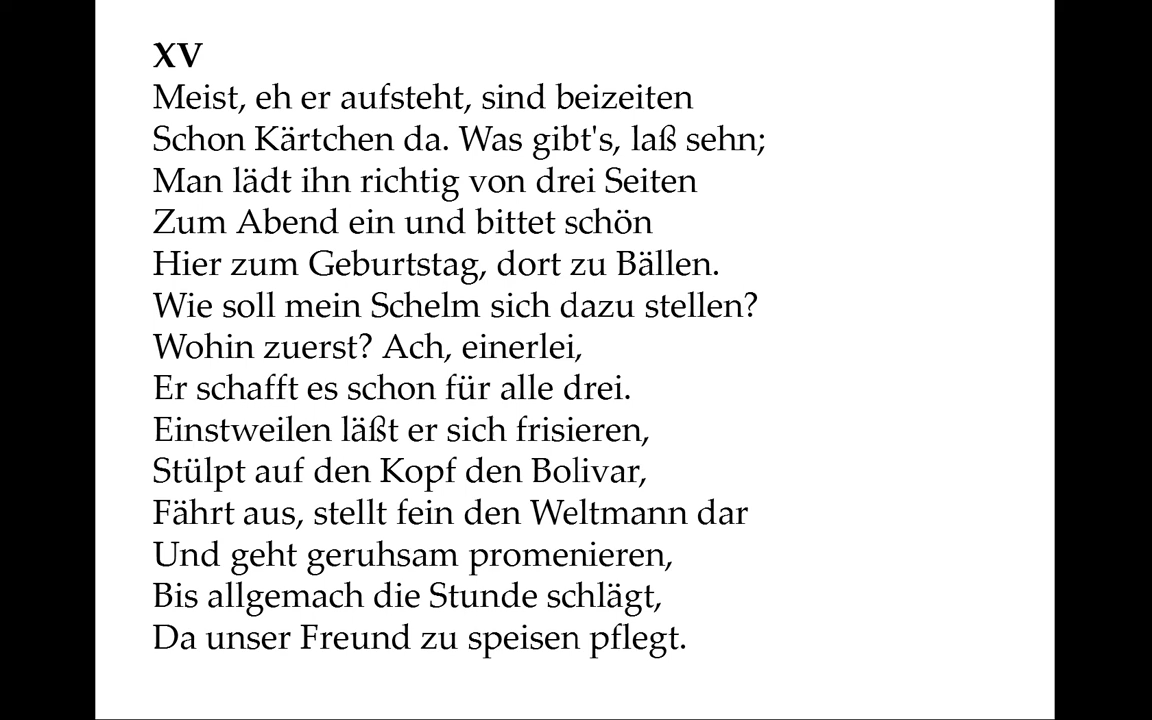 XV
Meist, eh er aufsteht, sind beizeiten
Schon Kärtchen da. Was gibt's, laß sehn;
Man lädt ihn richtig von drei Seiten
Zum Abend ein und bittet schön
Hier zum Geburtstag, dort zu Bällen.
Wie soll mein Schelm sich dazu stellen?
Wohin zuerst? Ach, einerlei,
Er schafft es schon für alle drei.
Einstweilen läßt er sich frisieren,
Stülpt auf den Kopf den Bolivar,
Fährt aus, stellt fein den Weltmann dar
Und geht geruhsam promenieren,
Bis allgemach die Stunde schlägt,
Da unser Freund zu speisen pflegt.